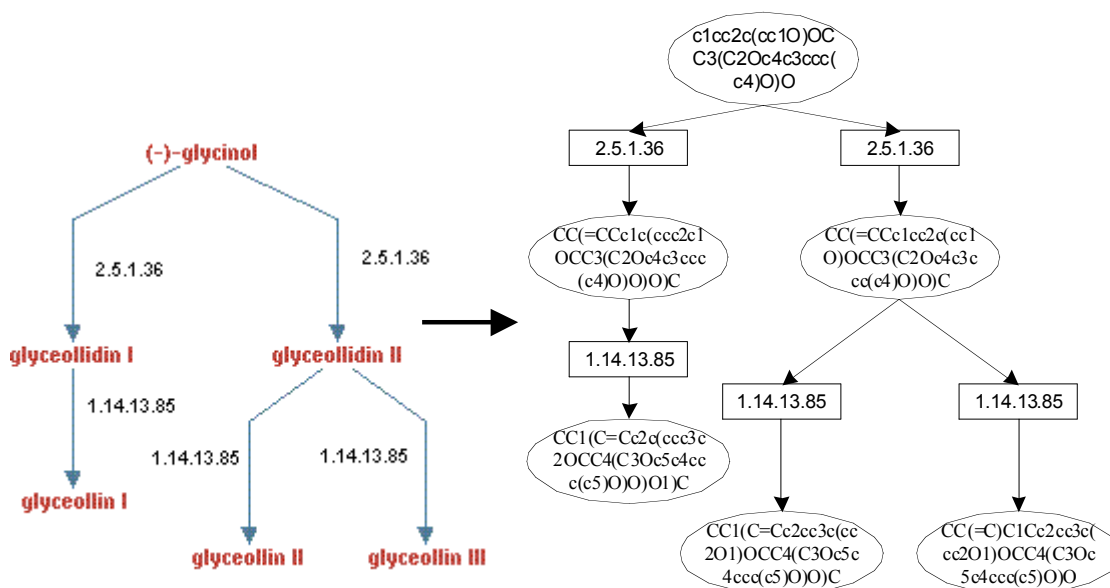 (-)-glycinol
2.5.1.36
2.5.1.36
glyceollidin I
glyceollidin II
1.14.13.85
1.14.13.85
1.14.13.85
glyceollin I
glyceollin II
glyceollin III
c1cc2c(cc1O)OC
C3(C2Oc4c3ccc(
c4)O)O
2.5.1.36
2.5.1.36
CC(=CCc1c(ccc2c1
OCC3(C2Oc4c3ccc
(c4)O)O)O)C
CC(=CCc1cc2c(cc1
O)OCC3(C2Oc4c3c
cc(c4)O)O)C
1.14.13.85
1.14.13.85
1.14.13.85
CC1(C=Cc2c(ccc3c
2OCC4(C3Oc5c4cc
c(c5)O)O)O1)C
CC1(C=Cc2cc3c(cc
2O1)OCC4(C3Oc5c
4ccc(c5)O)O)C
CC(=C)C1Cc2cc3c(
cc2O1)OCC4(C3Oc
5c4ccc(c5)O)O